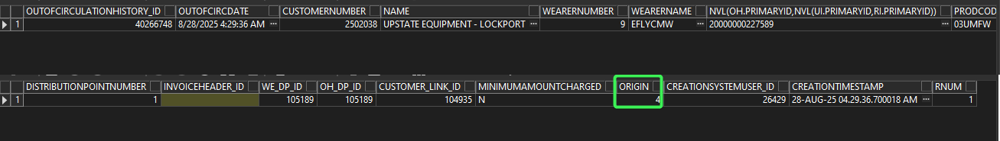 OUTOFCIRCULATIONHISTORY_ID OUTOFCIRCDATE CUSTOMERNUMBER NAME WEARERNUMBER WEARERNAME NVL(OH.PRIMARYID,NVL(UI.PRIMARYID,RI.PRIMARYID)) PRODCOD
1 40266748 8/28/2025 4:29:36 AM ... 2502038 UPSTATE EQUIPMENT - LOCKPORT ... 9 EFLYCMW ... 20000000227589 ... 03UMFW
DISTRIBUTIONPOINTNUMBER INVOICEHEADER_ID WE_DP_ID OH_DP_ID CUSTOMER_LINK_ID MINIMUMAMOUNTCHARGED ORIGIN CREATIONSYSTEMUSER_ID CREATIONTIMESTAMP RNUM
1 1 105189 105189 104935 N 4 26429 28-AUG-25 04.29.36.700018 AM ... 1